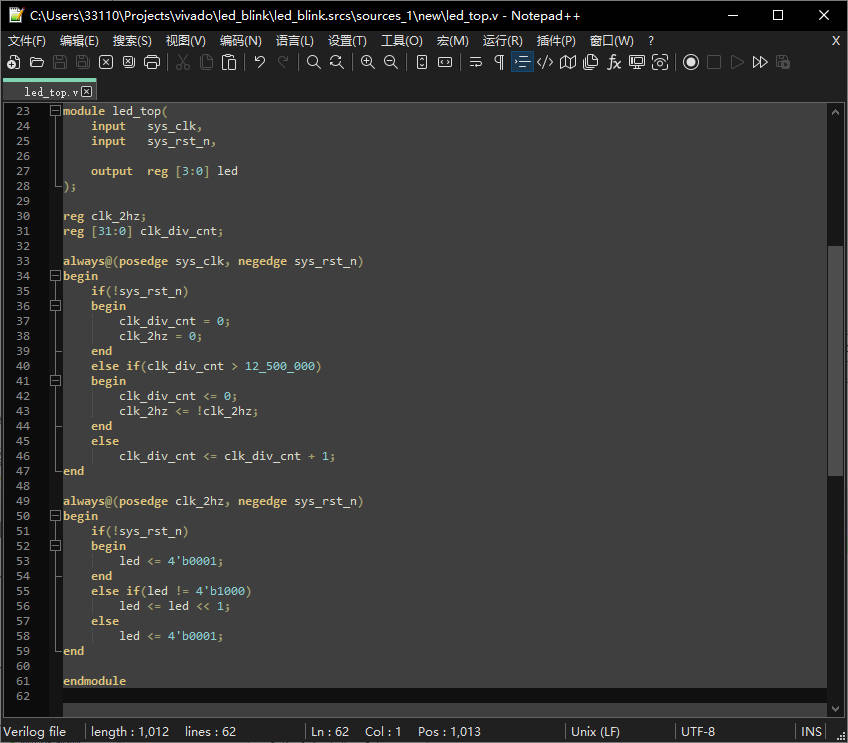 C:\Users\33110\Projects\vivado\led_blink\led_blink.srcs\sources_1\new\led_top.v - Notepad++
文件(F) 编辑(E) 搜索(S) 视图(V) 编码(N) 语言(L) 设置(T) 工具(O) 宏(M) 运行(R) 插件(P) 窗口(W) ? X
led_top.v
23 module led_top(
24     input   sys_clk,
25     input   sys_rst_n,
26
27     output  reg [3:0] led
28 );
29
30 reg clk_2hz;
31 reg [31:0] clk_div_cnt;
32
33 always@(posedge sys_clk, negedge sys_rst_n)
34 begin
35     if(!sys_rst_n)
36     begin
37         clk_div_cnt = 0;
38         clk_2hz = 0;
39     end
40     else if(clk_div_cnt > 12_500_000)
41     begin
42         clk_div_cnt <= 0;
43         clk_2hz <= !clk_2hz;
44     end
45     else
46         clk_div_cnt <= clk_div_cnt + 1;
47 end
48
49 always@(posedge clk_2hz, negedge sys_rst_n)
50 begin
51     if(!sys_rst_n)
52     begin
53         led <= 4'b0001;
54     end
55     else if(led != 4'b1000)
56         led <= led << 1;
57     else
58         led <= 4'b0001;
59 end
60
61 endmodule
62
Verilog file length : 1,012 lines : 62 Ln : 62 Col : 1 Pos : 1,013 Unix (LF) UTF-8 INS